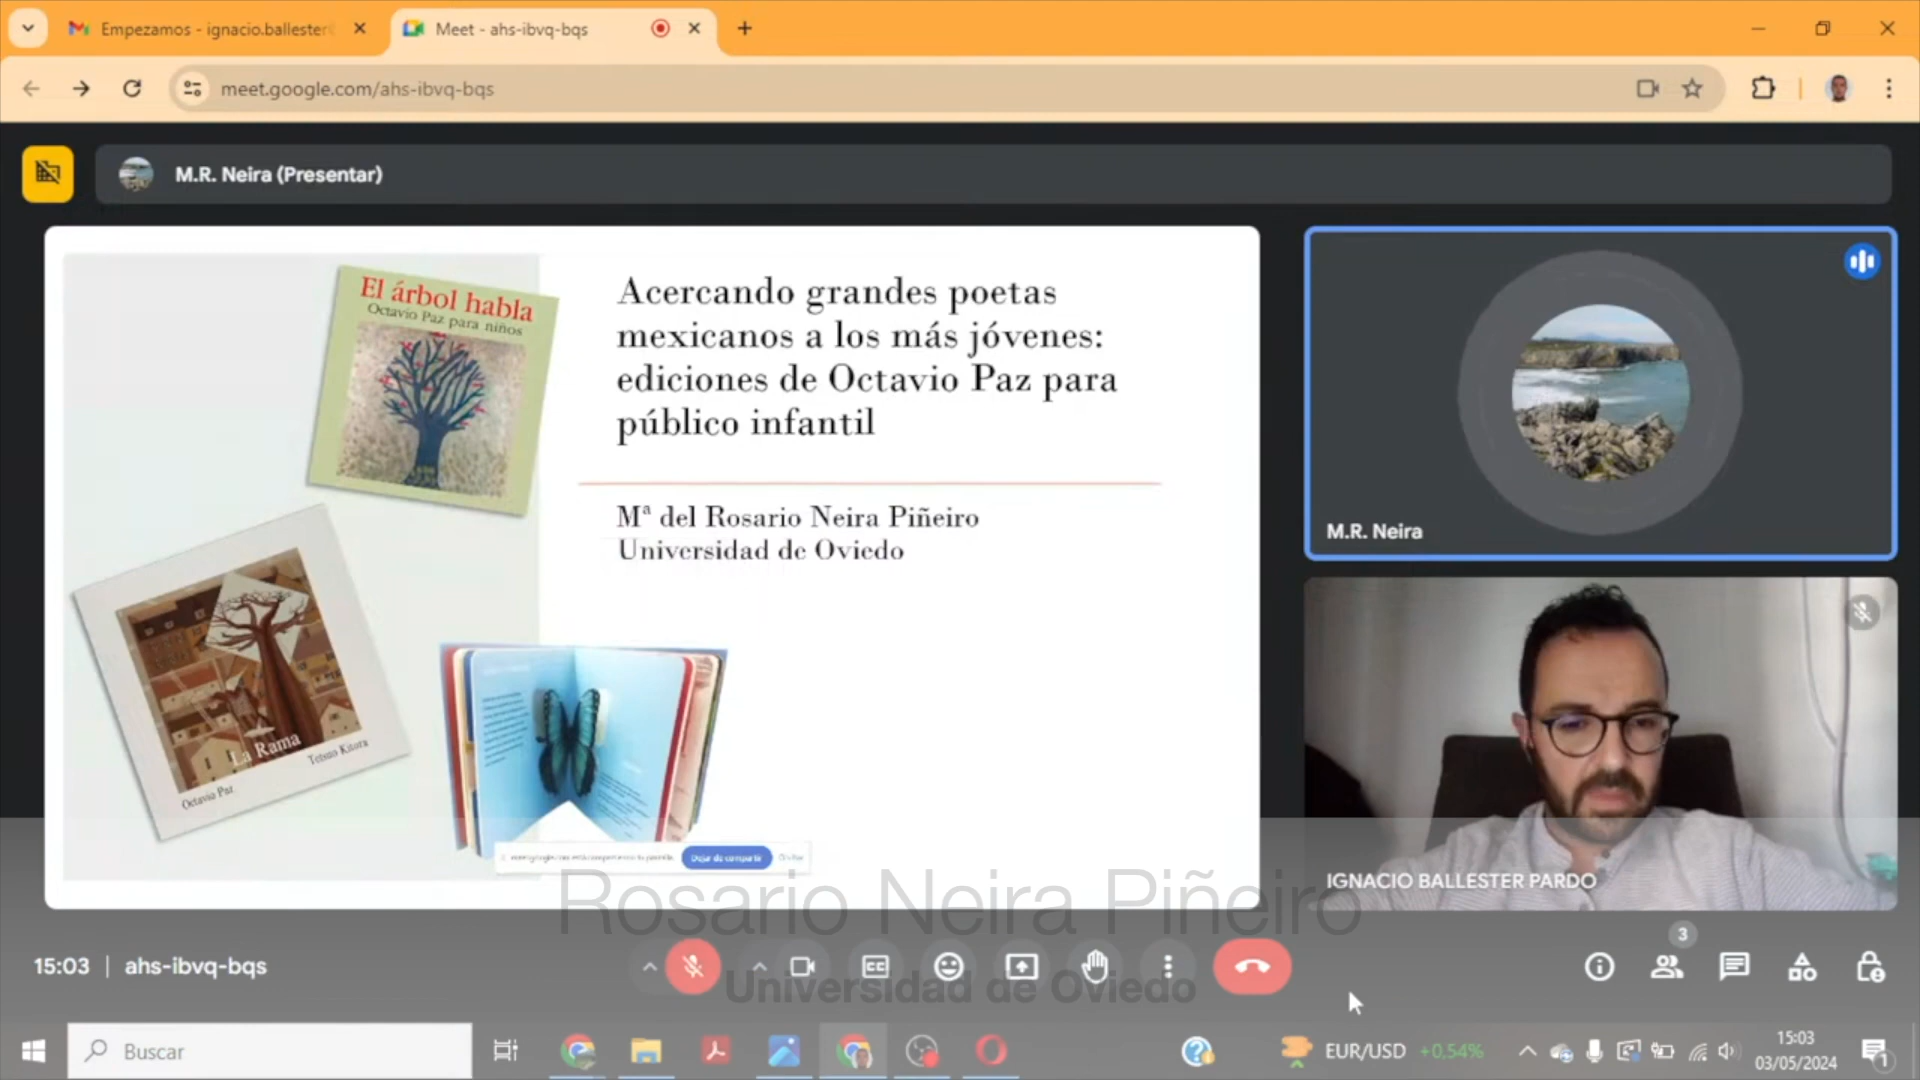 Empezamos - ignacio.ballester
Meet - ahs-ibvq-bqs
meet.google.com/ahs-ibvq-bqs
M.R. Neira (Presentar)
El árbol habla
Octavio Paz para niños
Acercando grandes poetas
mexicanos a los más jóvenes:
ediciones de Octavio Paz para
público infantil
Mª del Rosario Neira Piñeiro
Universidad de Oviedo
La Rama
Tetsuo Kitora
Octavio Paz
Dejar de compartir
M.R. Neira
IGNACIO BALLESTER PARDO
Rosario Neira Piñeiro
Universidad de Oviedo
15:03 | ahs-ibvq-bqs
3
Buscar
EUR/USD +0,54%
15:03
03/05/2024
1